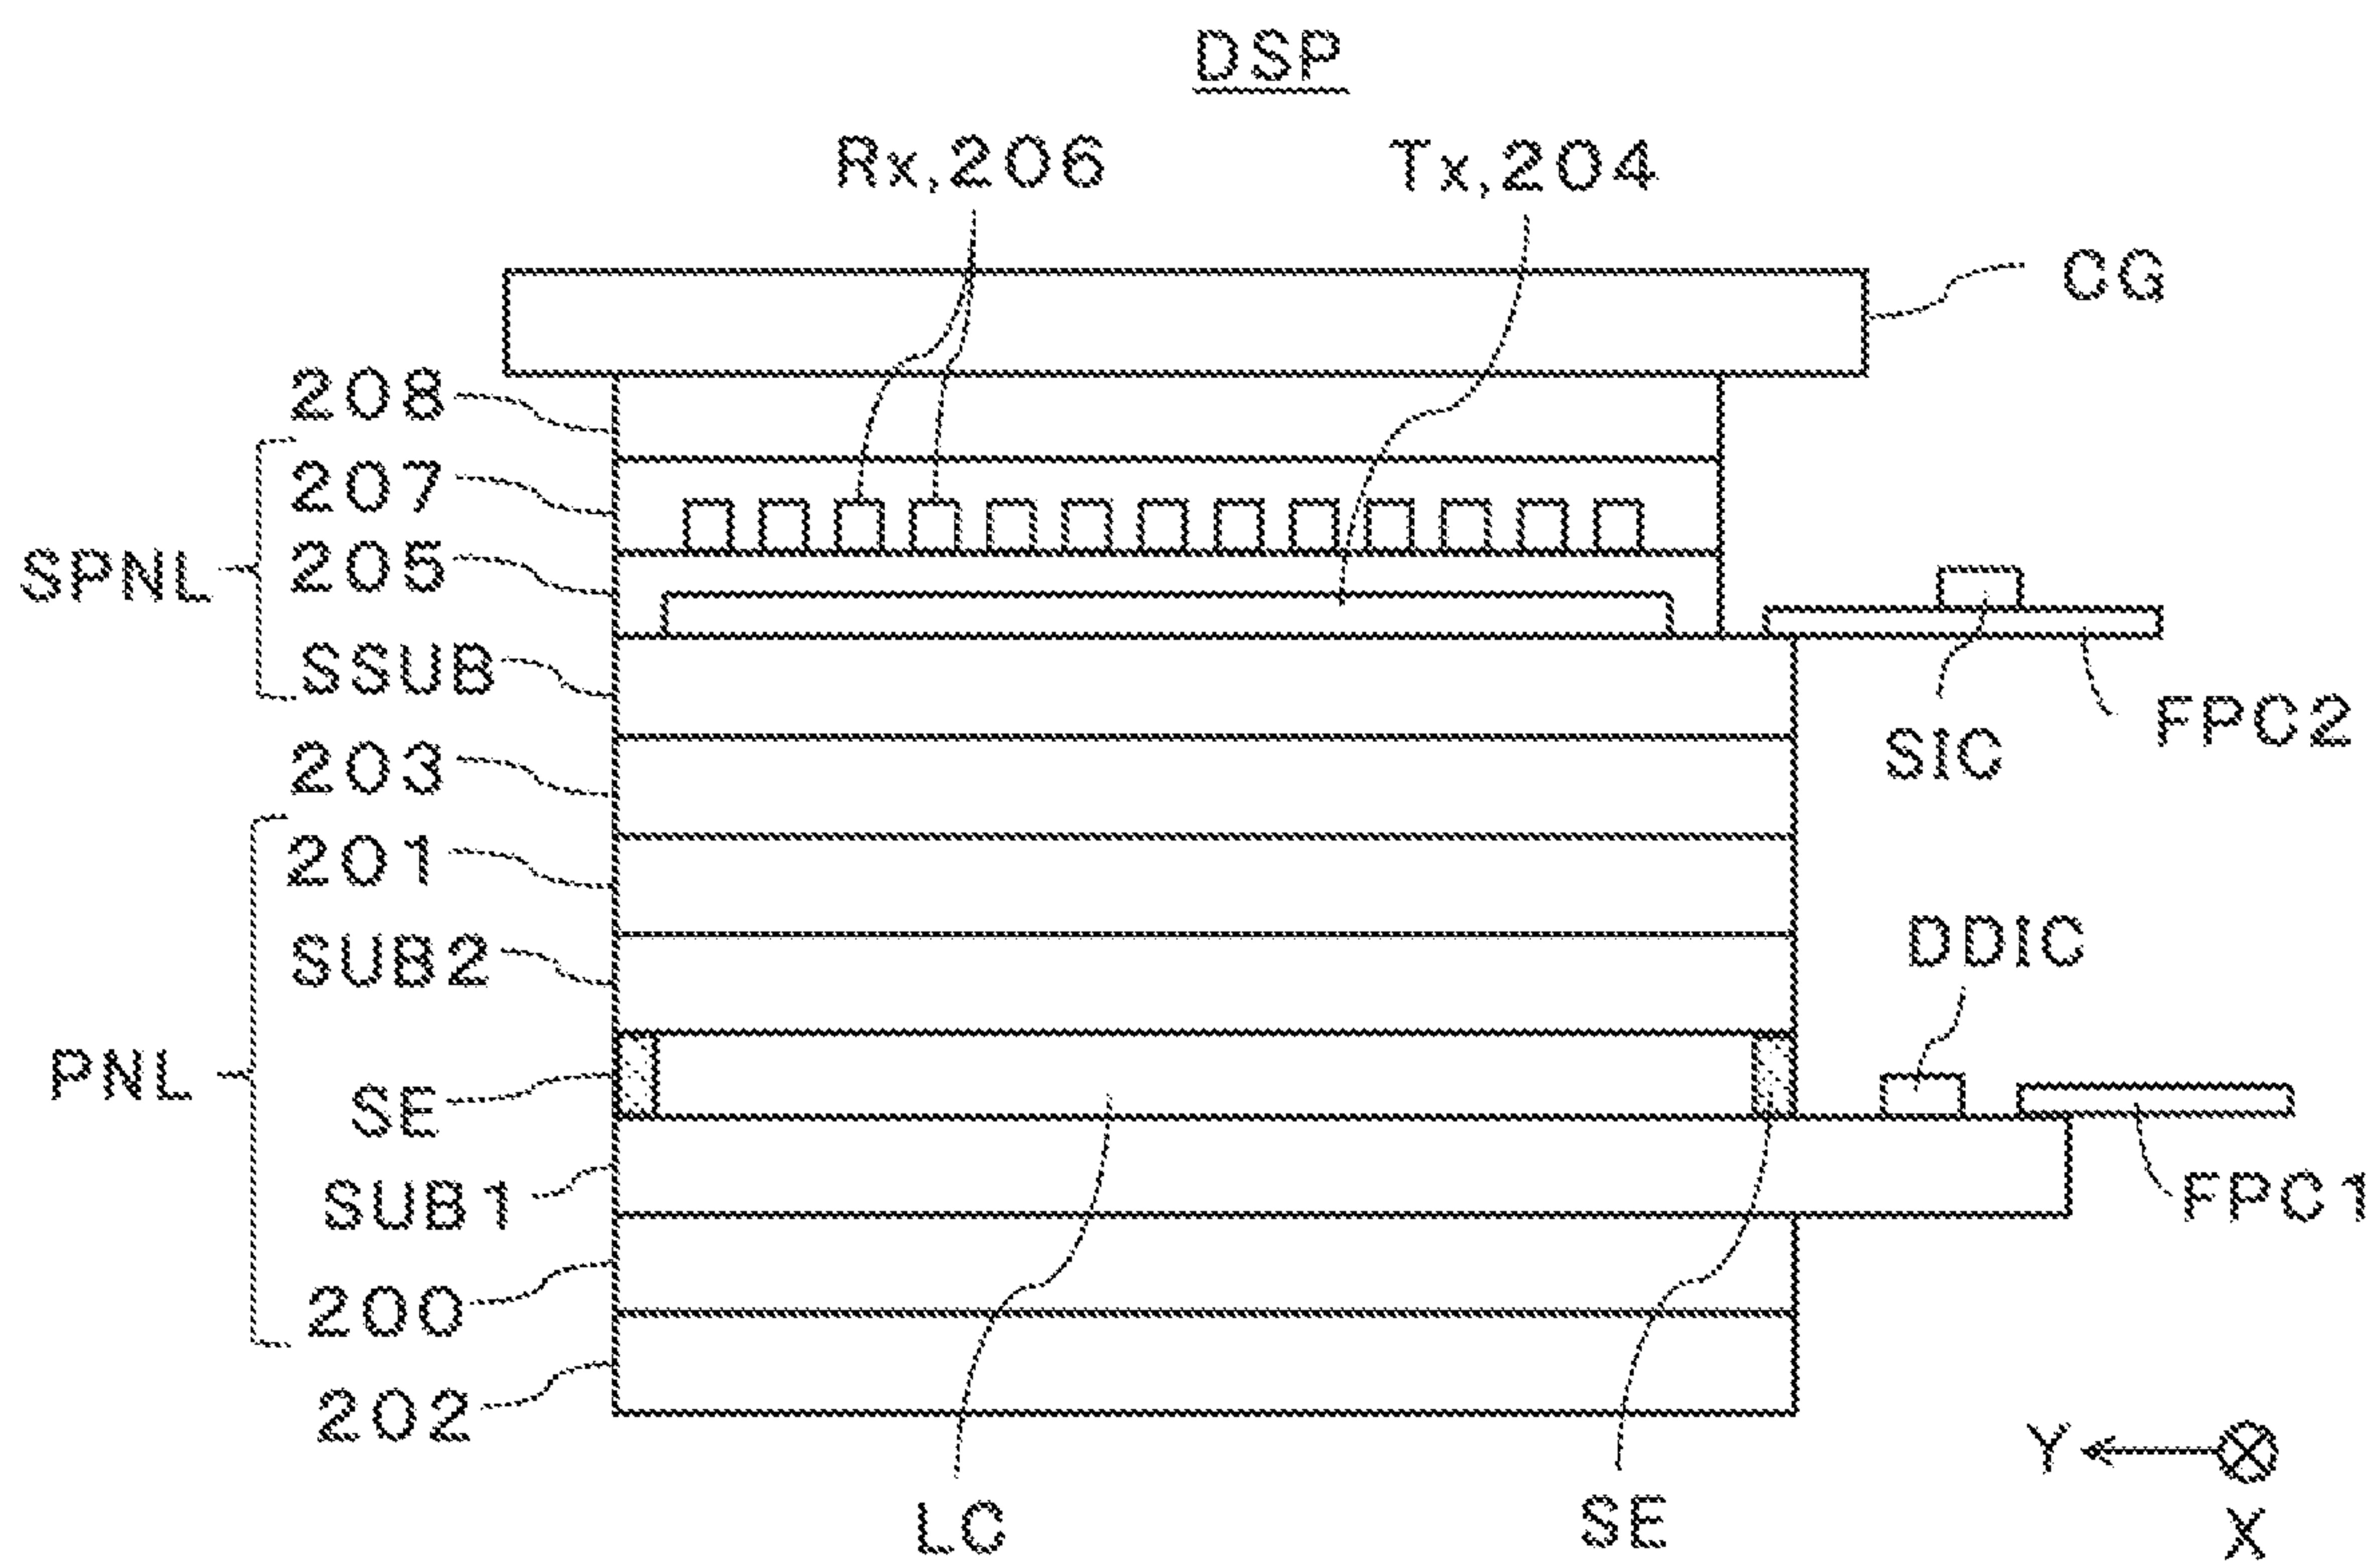 DSP
Rx,206
Tx,204
CG
208
207
205
SPNL
SSUB
FPC2
SIC
203
201
SUB2
DDIC
PNL
SE
SUB1
FPC1
200
202
Y
X
LC
SE